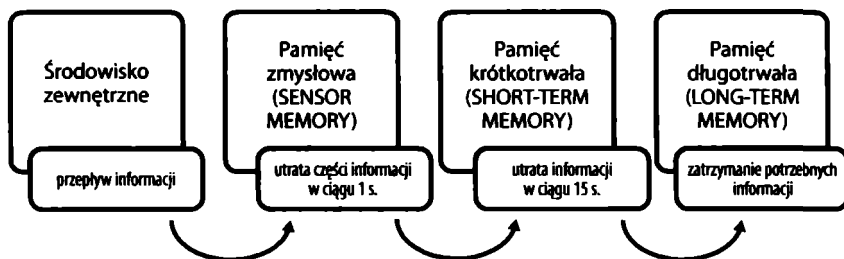 Środowisko
zewnętrzne
przepływ informacji
Pamięć
zmysłowa
(SENSOR
MEMORY)
utrata części informacji
w ciągu 1 s.
Pamięć
krótkotrwała
(SHORT-TERM
MEMORY)
utrata informacji
w ciągu 15 s.
Pamięć
długotrwała
(LONG-TERM
MEMORY)
zatrzymanie potrzebnych
informacji